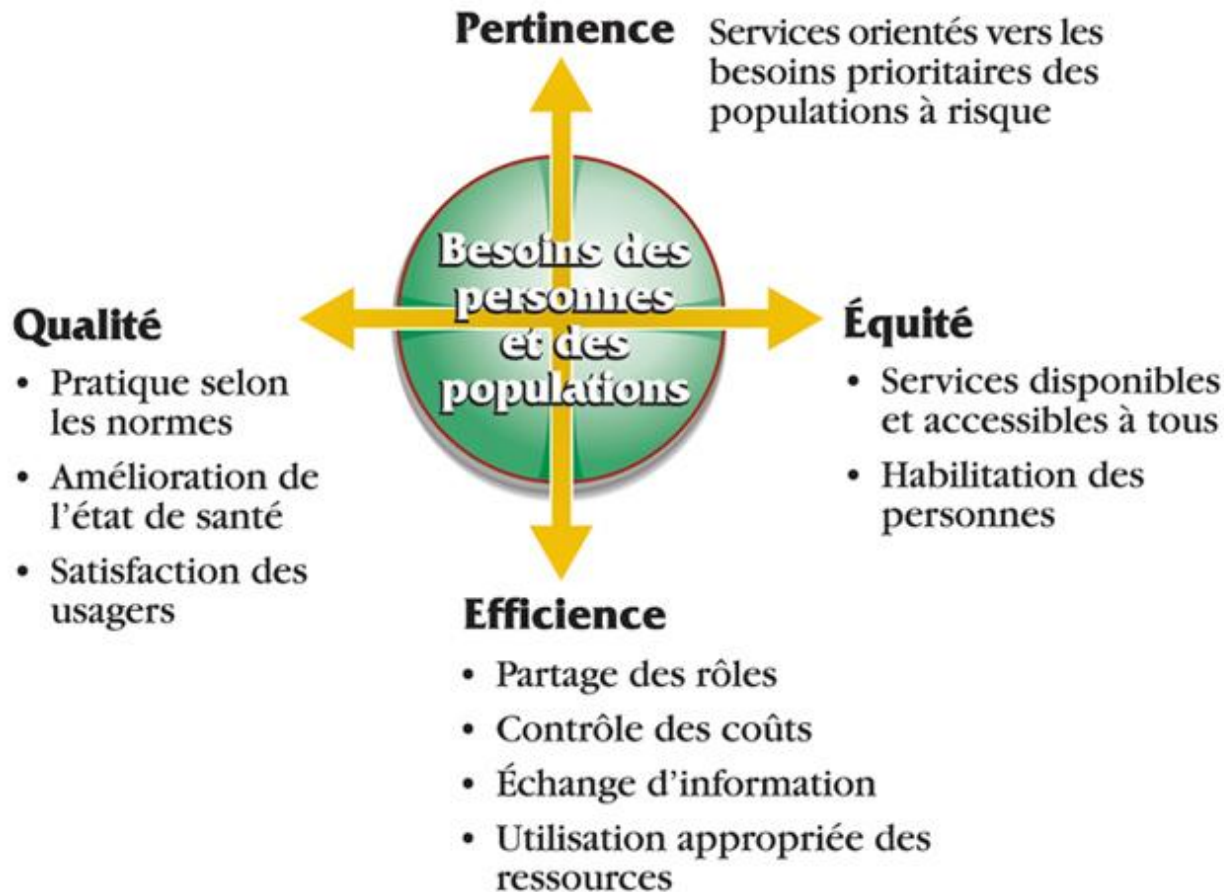 Pertinence
Services orientés vers les
besoins prioritaires des
populations à risque
Besoins des
personnes
et des
populations
Qualité
• Pratique selon
les normes
• Amélioration de
l’état de santé
• Satisfaction des
usagers
Équité
• Services disponibles
et accessibles à tous
• Habilitation des
personnes
Efficience
• Partage des rôles
• Contrôle des coûts
• Échange d’information
• Utilisation appropriée des
ressources